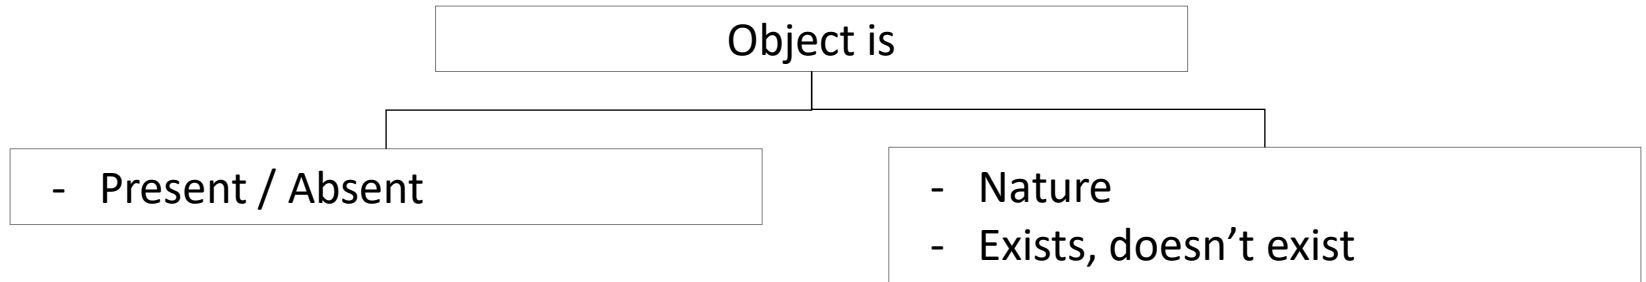 Object is
- Present / Absent
- Nature
- Exists, doesn’t exist